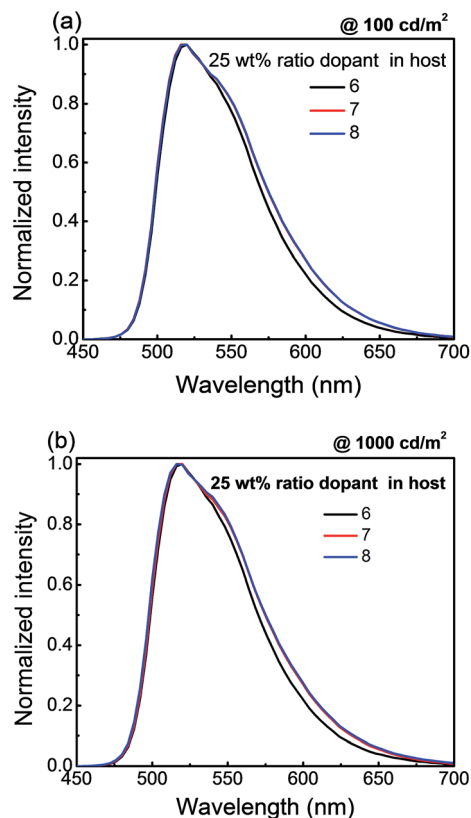 (a)
@ 100 cd/m²
25 wt% ratio dopant in host
6
7
8
1.0
0.8
0.6
0.4
0.2
0.0
Normalized intensity
450 500 550 600 650 700
Wavelength (nm)
(b)
@ 1000 cd/m²
25 wt% ratio dopant in host
6
7
8
1.0
0.8
0.6
0.4
0.2
0.0
Normalized intensity
450 500 550 600 650 700
Wavelength (nm)